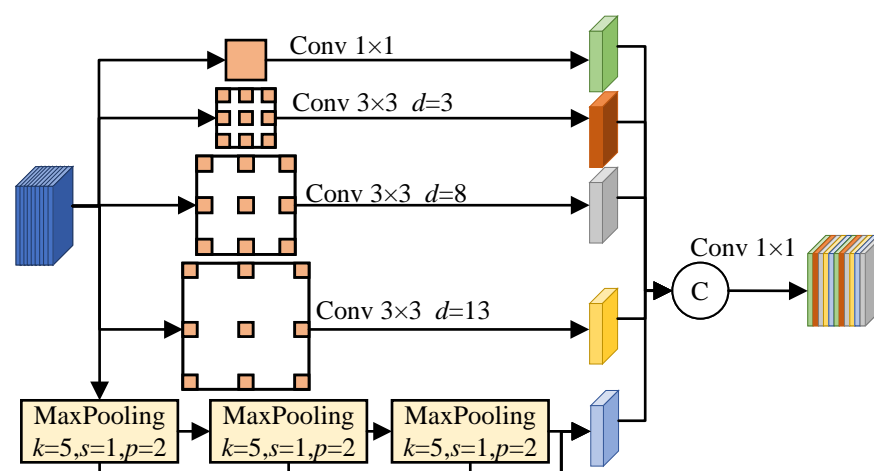 Conv 1×1
Conv 3×3 d=3
Conv 3×3 d=8
Conv 1×1
C
Conv 3×3 d=13
MaxPooling
k=5,s=1,p=2
MaxPooling
k=5,s=1,p=2
MaxPooling
k=5,s=1,p=2